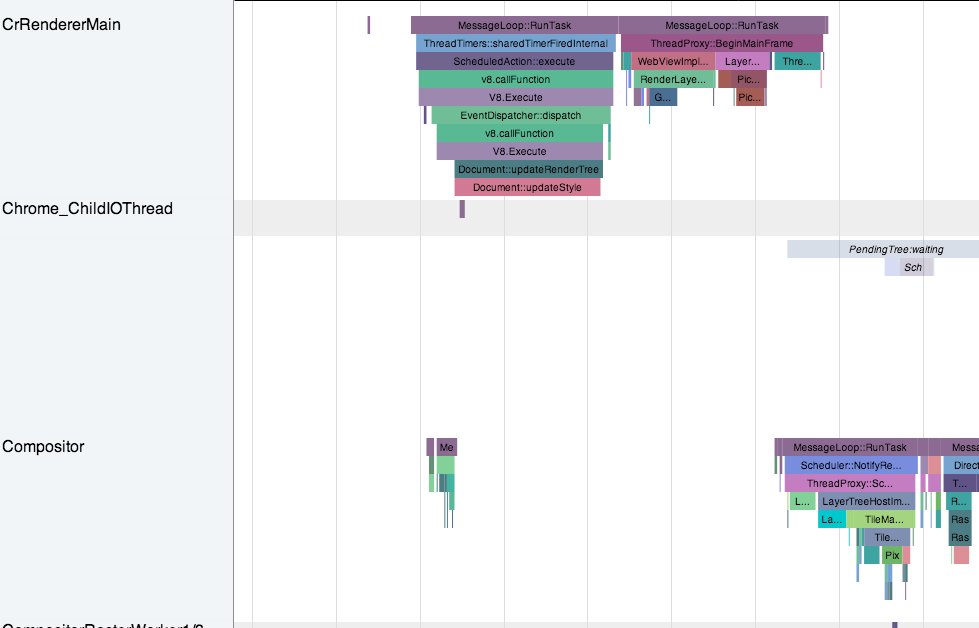 CrRendererMain
MessageLoop::RunTask MessageLoop::RunTask
ThreadTimers::sharedTimerFiredInternal ThreadProxy::BeginMainFrame
ScheduledAction::execute WebViewImpl... Layer... Thre...
v8.callFunction RenderLaye... Pic...
V8.Execute G... Pic...
EventDispatcher::dispatch
v8.callFunction
V8.Execute
Document::updateRenderTree
Document::updateStyle
Chrome_ChildIOThread
PendingTree:waiting
Sch
Compositor
Me MessageLoop::RunTask Messa
Scheduler::NotifyRe... Direct
ThreadProxy::Sc... T...
L... LayerTreeHostIm... R...
La... TileMa... Ras
Tile... Ras
Pix